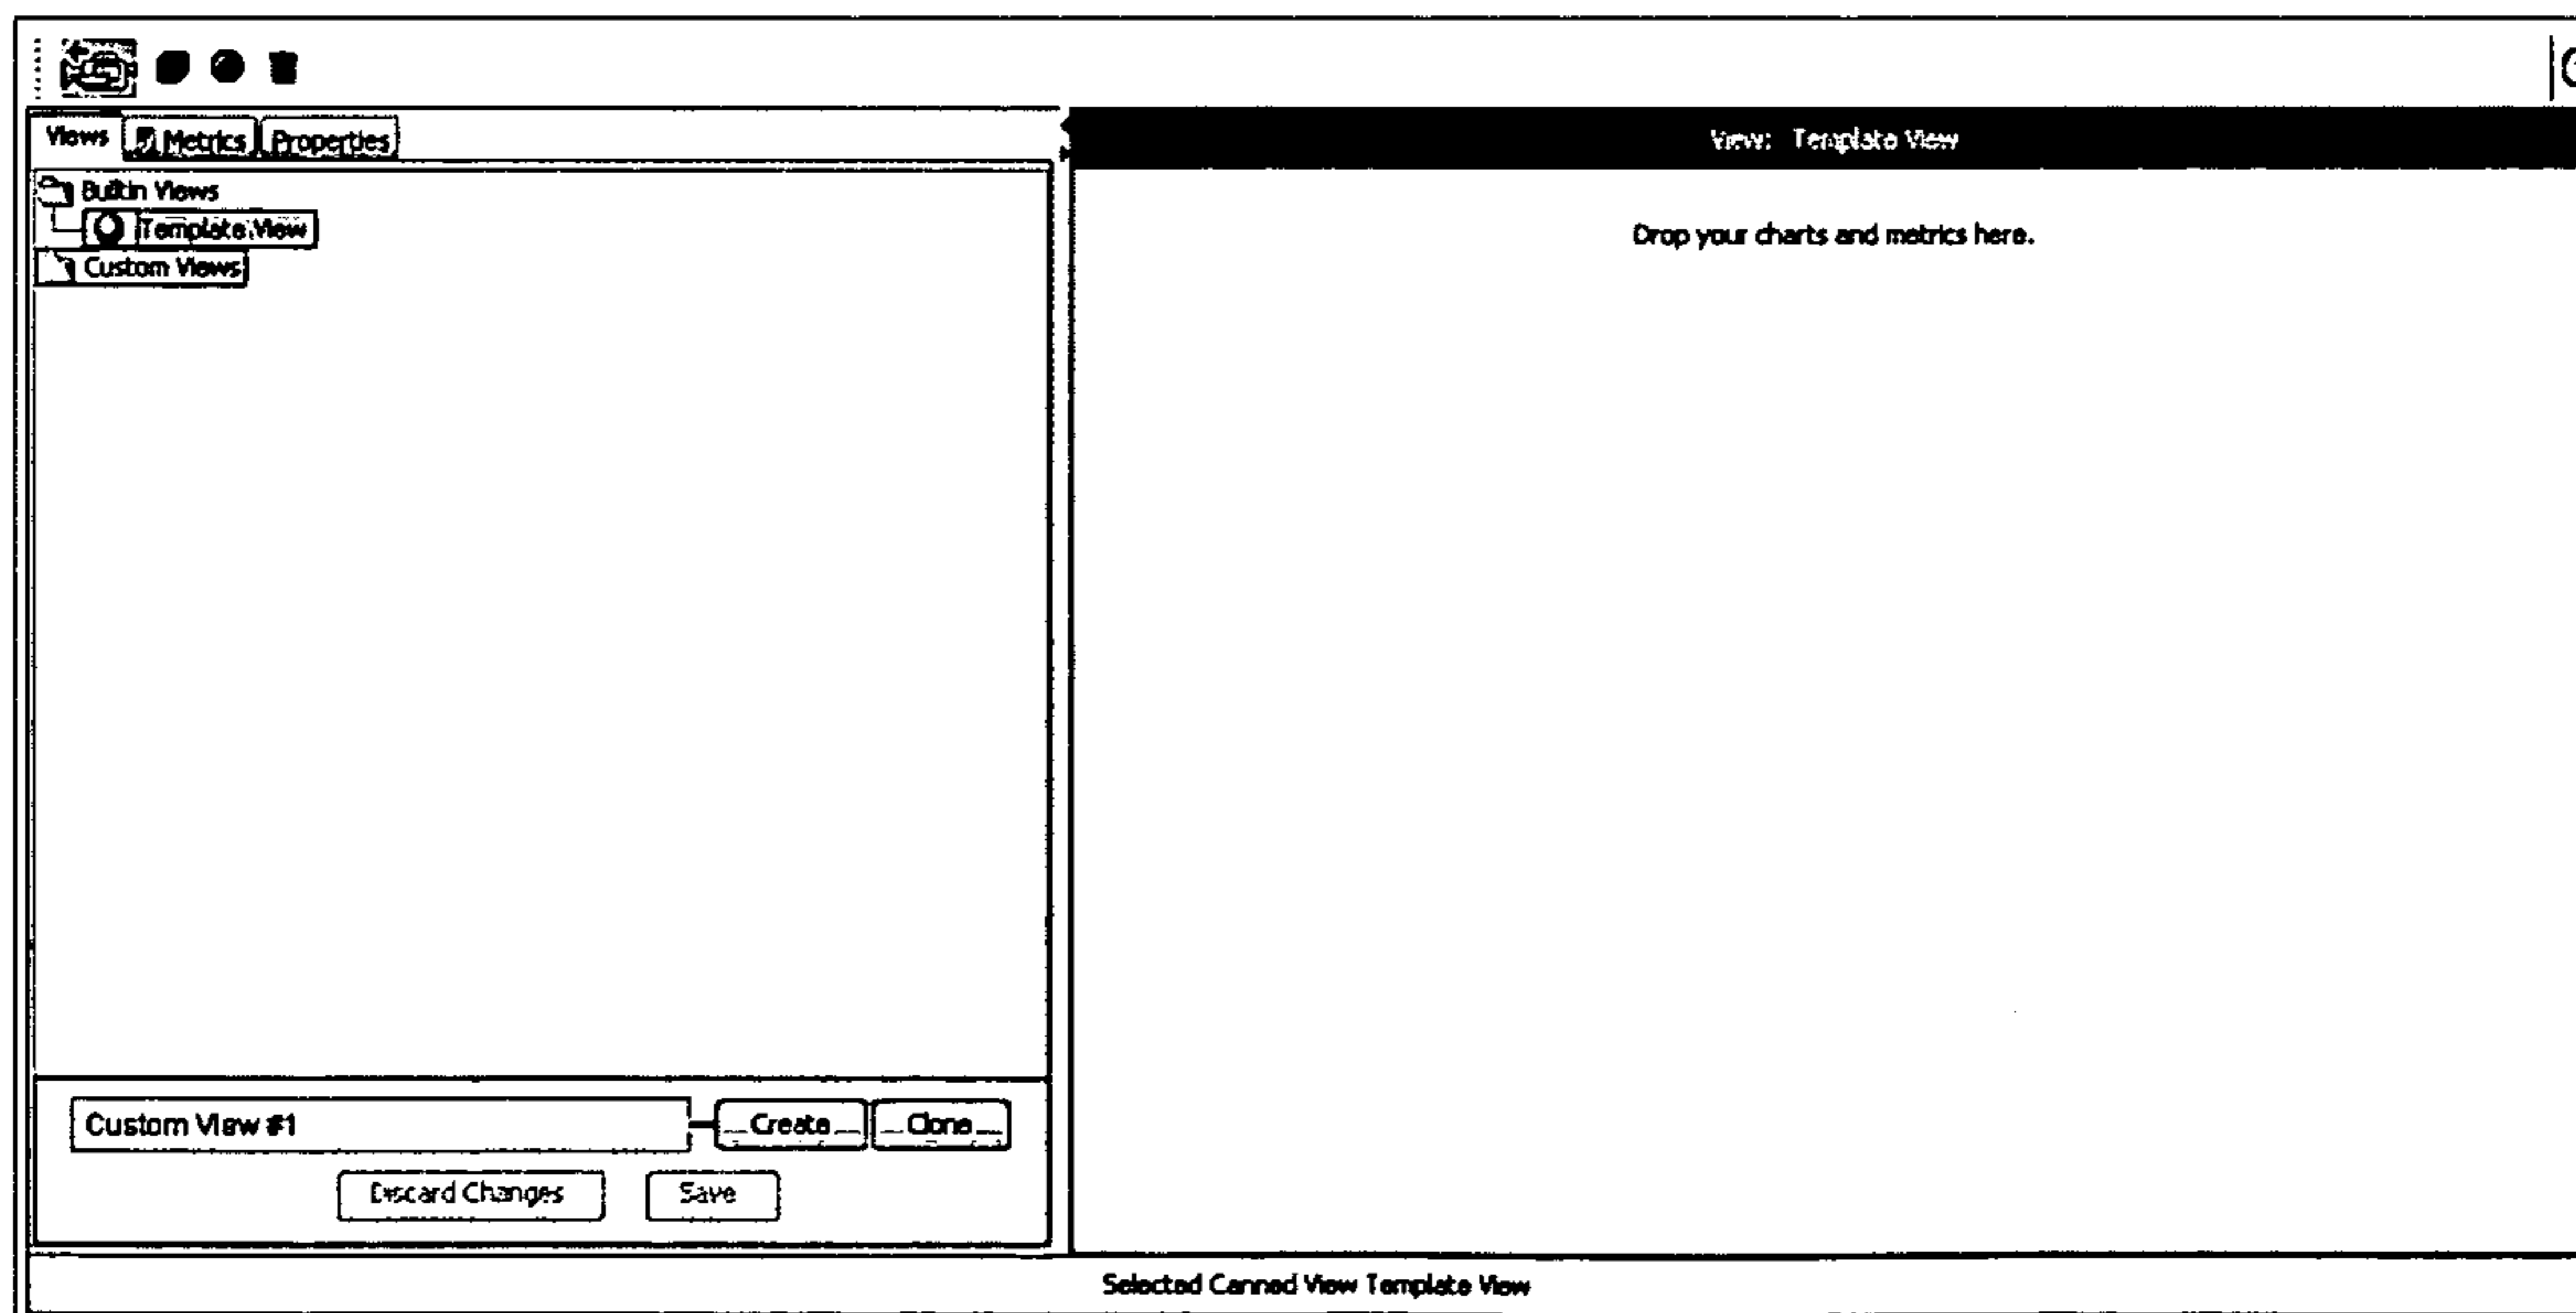 Views Metrics Properties
View: Template View
Builtin Views
Template View
Custom Views
Drop your charts and metrics here.
Custom View #1 Create Clone
Discard Changes Save
Selected Canned View Template View